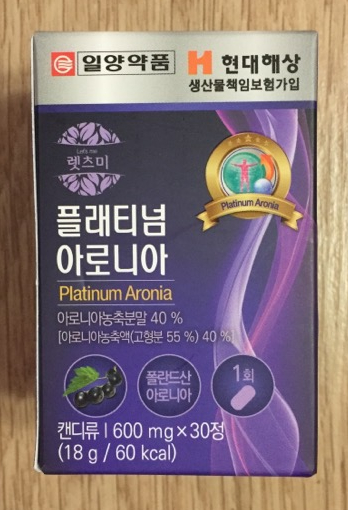 일양약품
현대해상
생산물책임보험가입
Let's me
렛츠미
Platinum Aronia
플래티넘
아로니아
Platinum Aronia
아로니아농축분말 40 %
[아로니아농축액(고형분 55 %) 40 %]
폴란드산
아로니아
1회
캔디류 | 600 mg×30정
(18 g / 60 kcal)